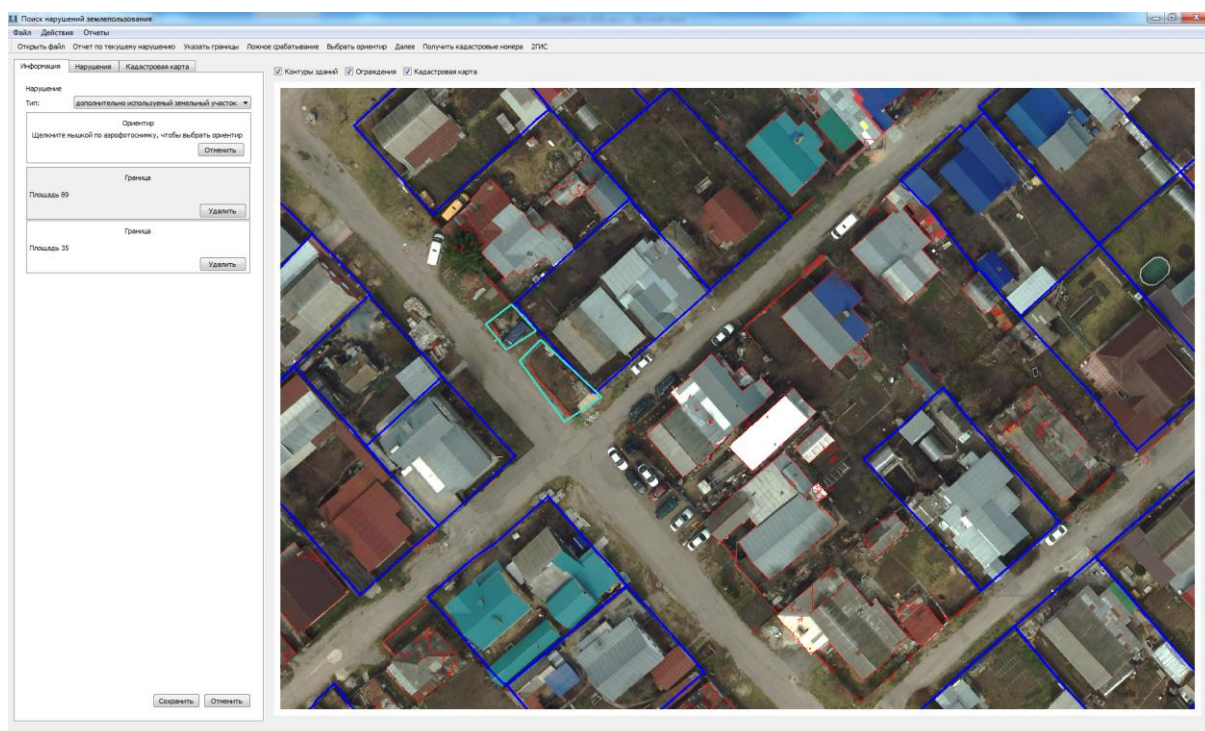 Поиск нарушений землепользования
Файл Действия Отчеты
Открыть файл Отчет по текущему нарушению Указать границы Ложное срабатывание Выбрать ориентир Далее Получить кадастровые номера 2ГИС
Информация Нарушения Кадастровая карта
Контуры зданий Ограждения Кадастровая карта
Нарушение
Тип: дополнительно используемый земельный участок
Ориентир
Щелкните мышкой по аэрофотоснимку, чтобы выбрать ориентир
Отменить
Граница
Площадь 89
Удалить
Граница
Площадь 35
Удалить
Сохранить Отменить